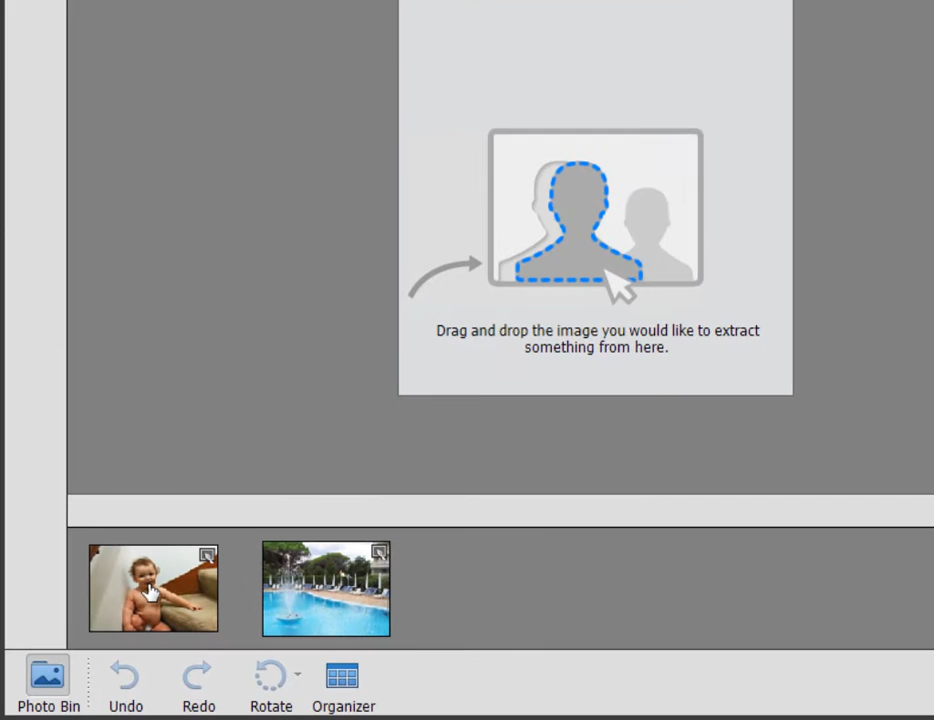 Drag and drop the image you would like to extract
something from here.
Photo Bin
Undo
Redo
Rotate
Organizer